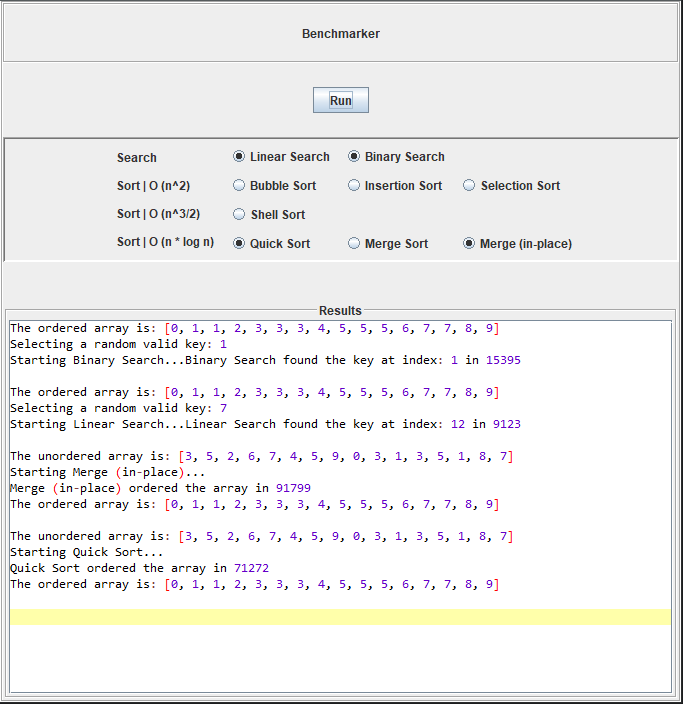 Benchmarker
Run
Search Linear Search Binary Search
Sort | O (n^2) Bubble Sort Insertion Sort Selection Sort
Sort | O (n^3/2) Shell Sort
Sort | O (n * log n) Quick Sort Merge Sort Merge (in-place)
Results
The ordered array is: [0, 1, 1, 2, 3, 3, 3, 4, 5, 5, 5, 6, 7, 7, 8, 9]
Selecting a random valid key: 1
Starting Binary Search...Binary Search found the key at index: 1 in 15395
The ordered array is: [0, 1, 1, 2, 3, 3, 3, 4, 5, 5, 5, 6, 7, 7, 8, 9]
Selecting a random valid key: 7
Starting Linear Search...Linear Search found the key at index: 12 in 9123
The unordered array is: [3, 5, 2, 6, 7, 4, 5, 9, 0, 3, 1, 3, 5, 1, 8, 7]
Starting Merge (in-place)...
Merge (in-place) ordered the array in 91799
The ordered array is: [0, 1, 1, 2, 3, 3, 3, 4, 5, 5, 5, 6, 7, 7, 8, 9]
The unordered array is: [3, 5, 2, 6, 7, 4, 5, 9, 0, 3, 1, 3, 5, 1, 8, 7]
Starting Quick Sort...
Quick Sort ordered the array in 71272
The ordered array is: [0, 1, 1, 2, 3, 3, 3, 4, 5, 5, 5, 6, 7, 7, 8, 9]